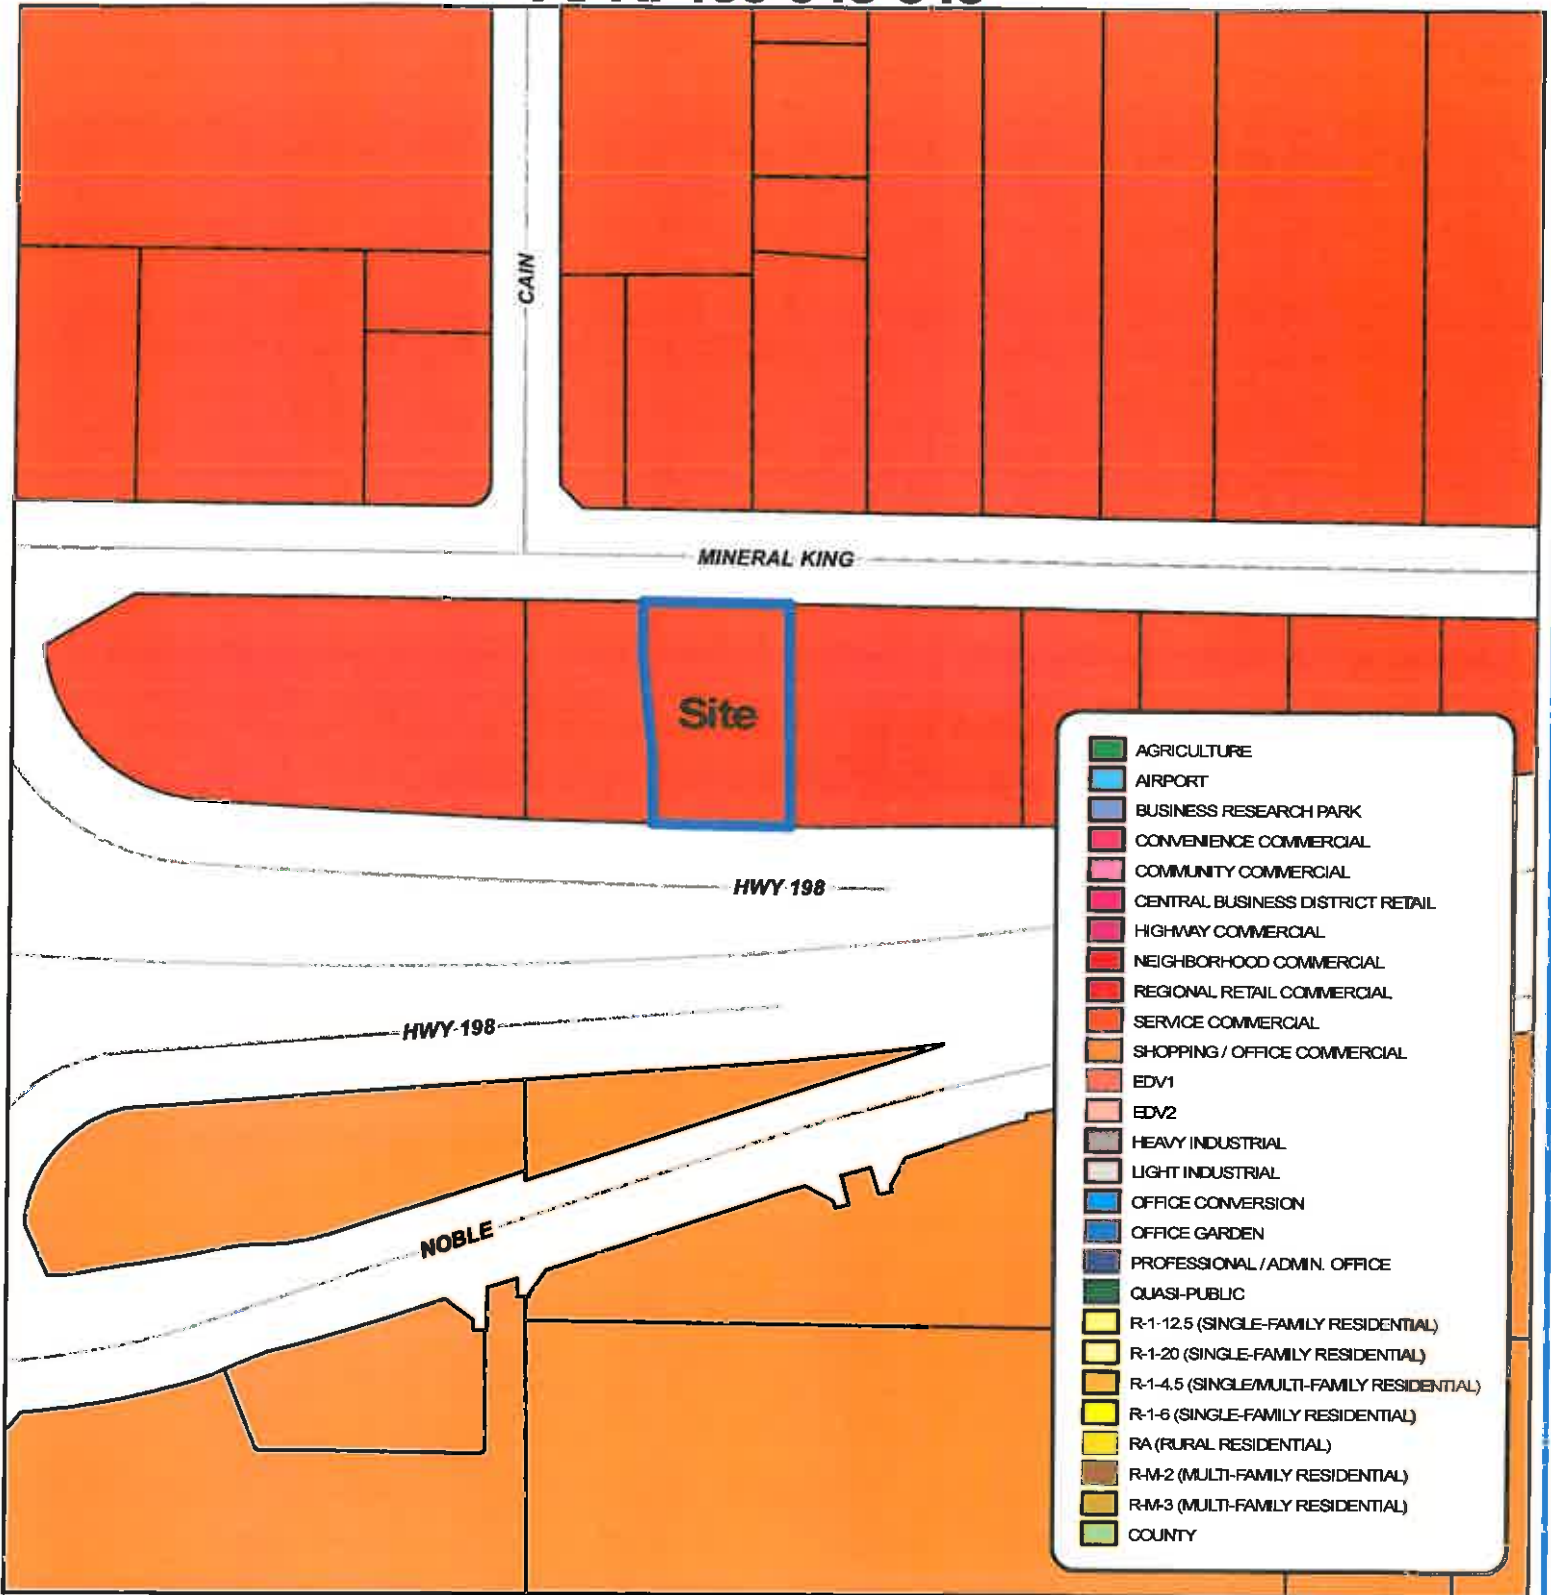 CAIN
MINERAL KING
Site
HWY 198
HWY 198
NOBLE
AGRICULTURE
AIRPORT
BUSINESS RESEARCH PARK
CONVENIENCE COMMERCIAL
COMMUNITY COMMERCIAL
CENTRAL BUSINESS DISTRICT RETAIL
HIGHWAY COMMERCIAL
NEIGHBORHOOD COMMERCIAL
REGIONAL RETAIL COMMERCIAL
SERVICE COMMERCIAL
SHOPPING / OFFICE COMMERCIAL
EDV1
EDV2
HEAVY INDUSTRIAL
LIGHT INDUSTRIAL
OFFICE CONVERSION
OFFICE GARDEN
PROFESSIONAL / ADMIN. OFFICE
QUASI-PUBLIC
R-1-12.5 (SINGLE-FAMILY RESIDENTIAL)
R-1-20 (SINGLE-FAMILY RESIDENTIAL)
R-1-4.5 (SINGLE/MULTI-FAMILY RESIDENTIAL)
R-1-6 (SINGLE-FAMILY RESIDENTIAL)
RA (RURAL RESIDENTIAL)
R-M-2 (MULTI-FAMILY RESIDENTIAL)
R-M-3 (MULTI-FAMILY RESIDENTIAL)
COUNTY